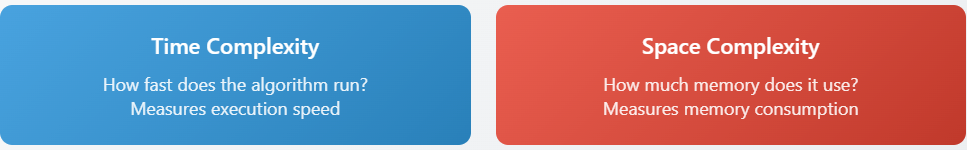 Time Complexity
How fast does the algorithm run?
Measures execution speed
Space Complexity
How much memory does it use?
Measures memory consumption